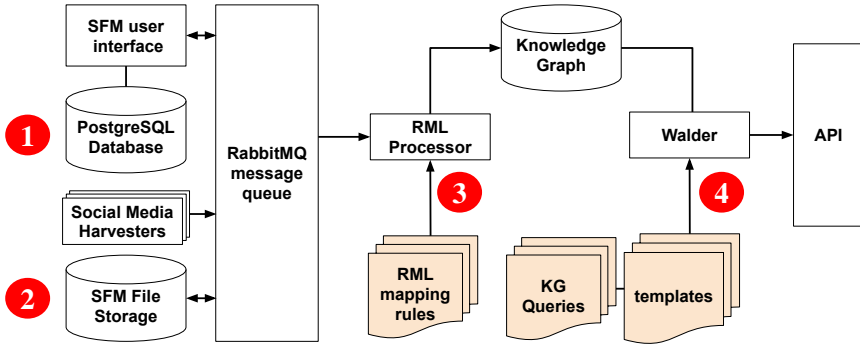 SFM user
interface
1
PostgreSQL
Database
Social Media
Harvesters
2
SFM File
Storage
RabbitMQ
message
queue
RML
Processor
3
RML
mapping
rules
Knowledge
Graph
KG
Queries
Walder
4
templates
API